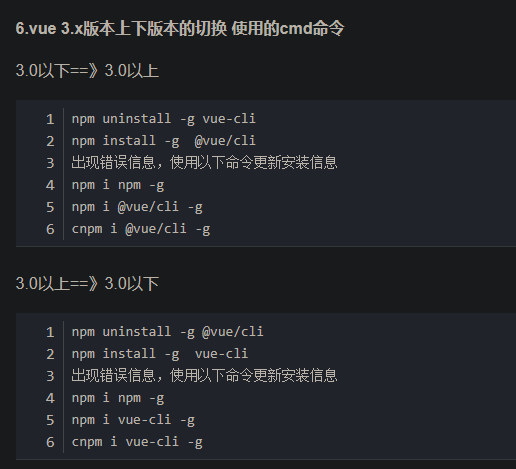 6.vue 3.x版本上下版本的切换 使用的cmd命令
3.0以下==》3.0以上
1 npm uninstall -g vue-cli
2 npm install -g  @vue/cli
3 出现错误信息，使用以下命令更新安装信息
4 npm i npm -g
5 npm i @vue/cli -g
6 cnpm i @vue/cli -g
3.0以上==》3.0以下
1 npm uninstall -g @vue/cli
2 npm install -g  vue-cli
3 出现错误信息，使用以下命令更新安装信息
4 npm i npm -g
5 npm i vue-cli -g
6 cnpm i vue-cli -g